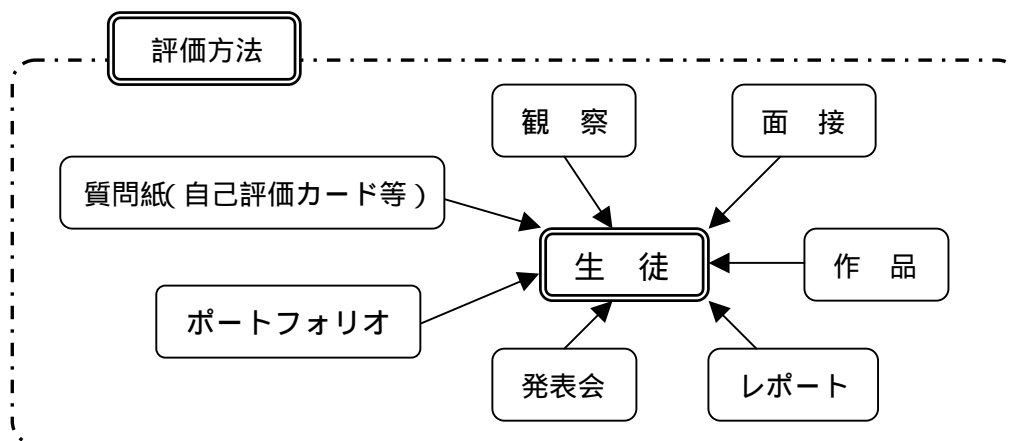 評価方法
観　察
面　接
質問紙(自己評価カード等)
生　徒
作　品
ポートフォリオ
発表会
レポート